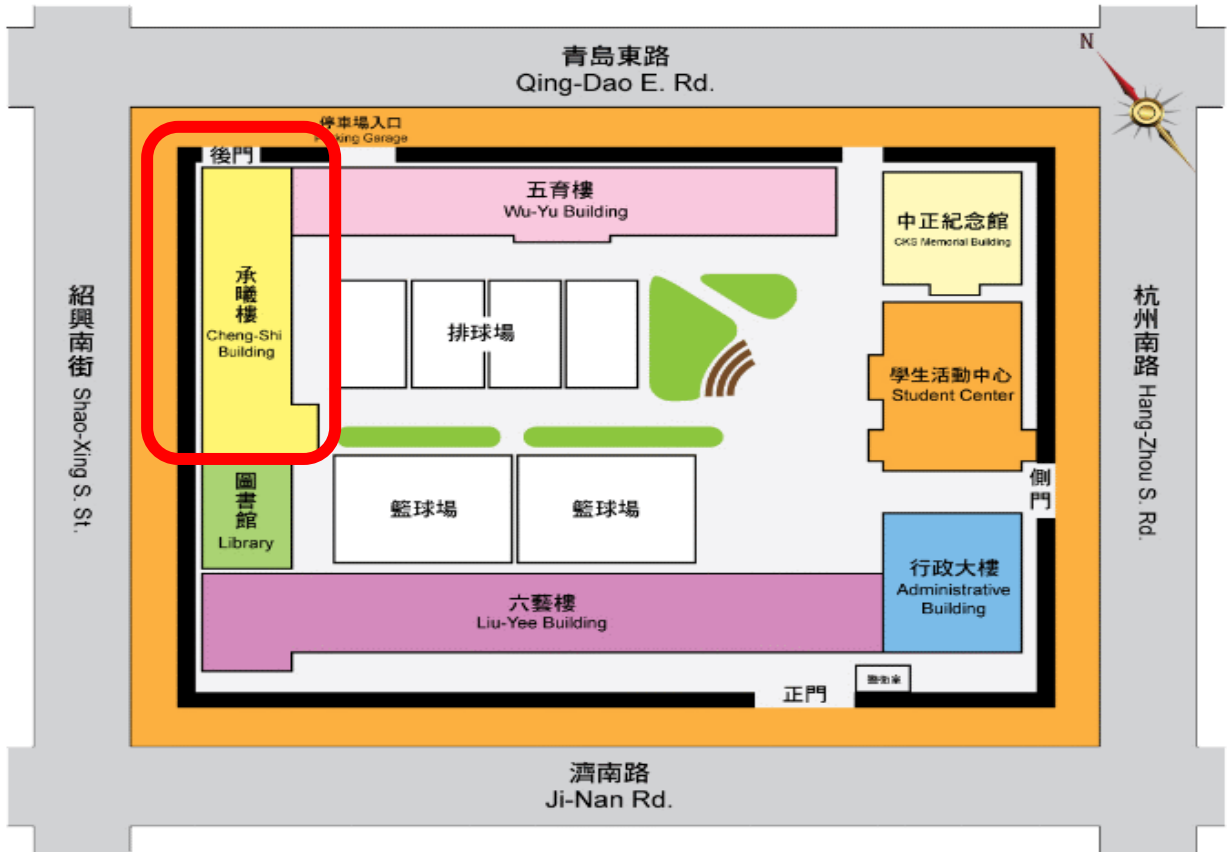 青島東路
Qing-Dao E. Rd.
N
停車場入口
king Garage
後門
五育樓
Wu-Yu Building
中正紀念館
CKS Memorial Building
承曦樓
Cheng-Shi
Building
排球場
紹興南街 Shao-Xing S. St.
杭州南路 Hang-Zhou S. Rd.
學生活動中心
Student Center
圖書館
Library
籃球場
籃球場
側門
行政大樓
Administrative
Building
六藝樓
Liu-Yee Building
正門
濟南路
Ji-Nan Rd.